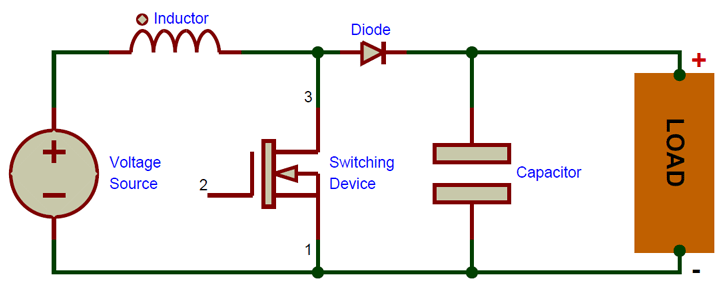 Inductor
Diode
+
3
Voltage
Source
2
Switching
Device
Capacitor
LOAD
1
-